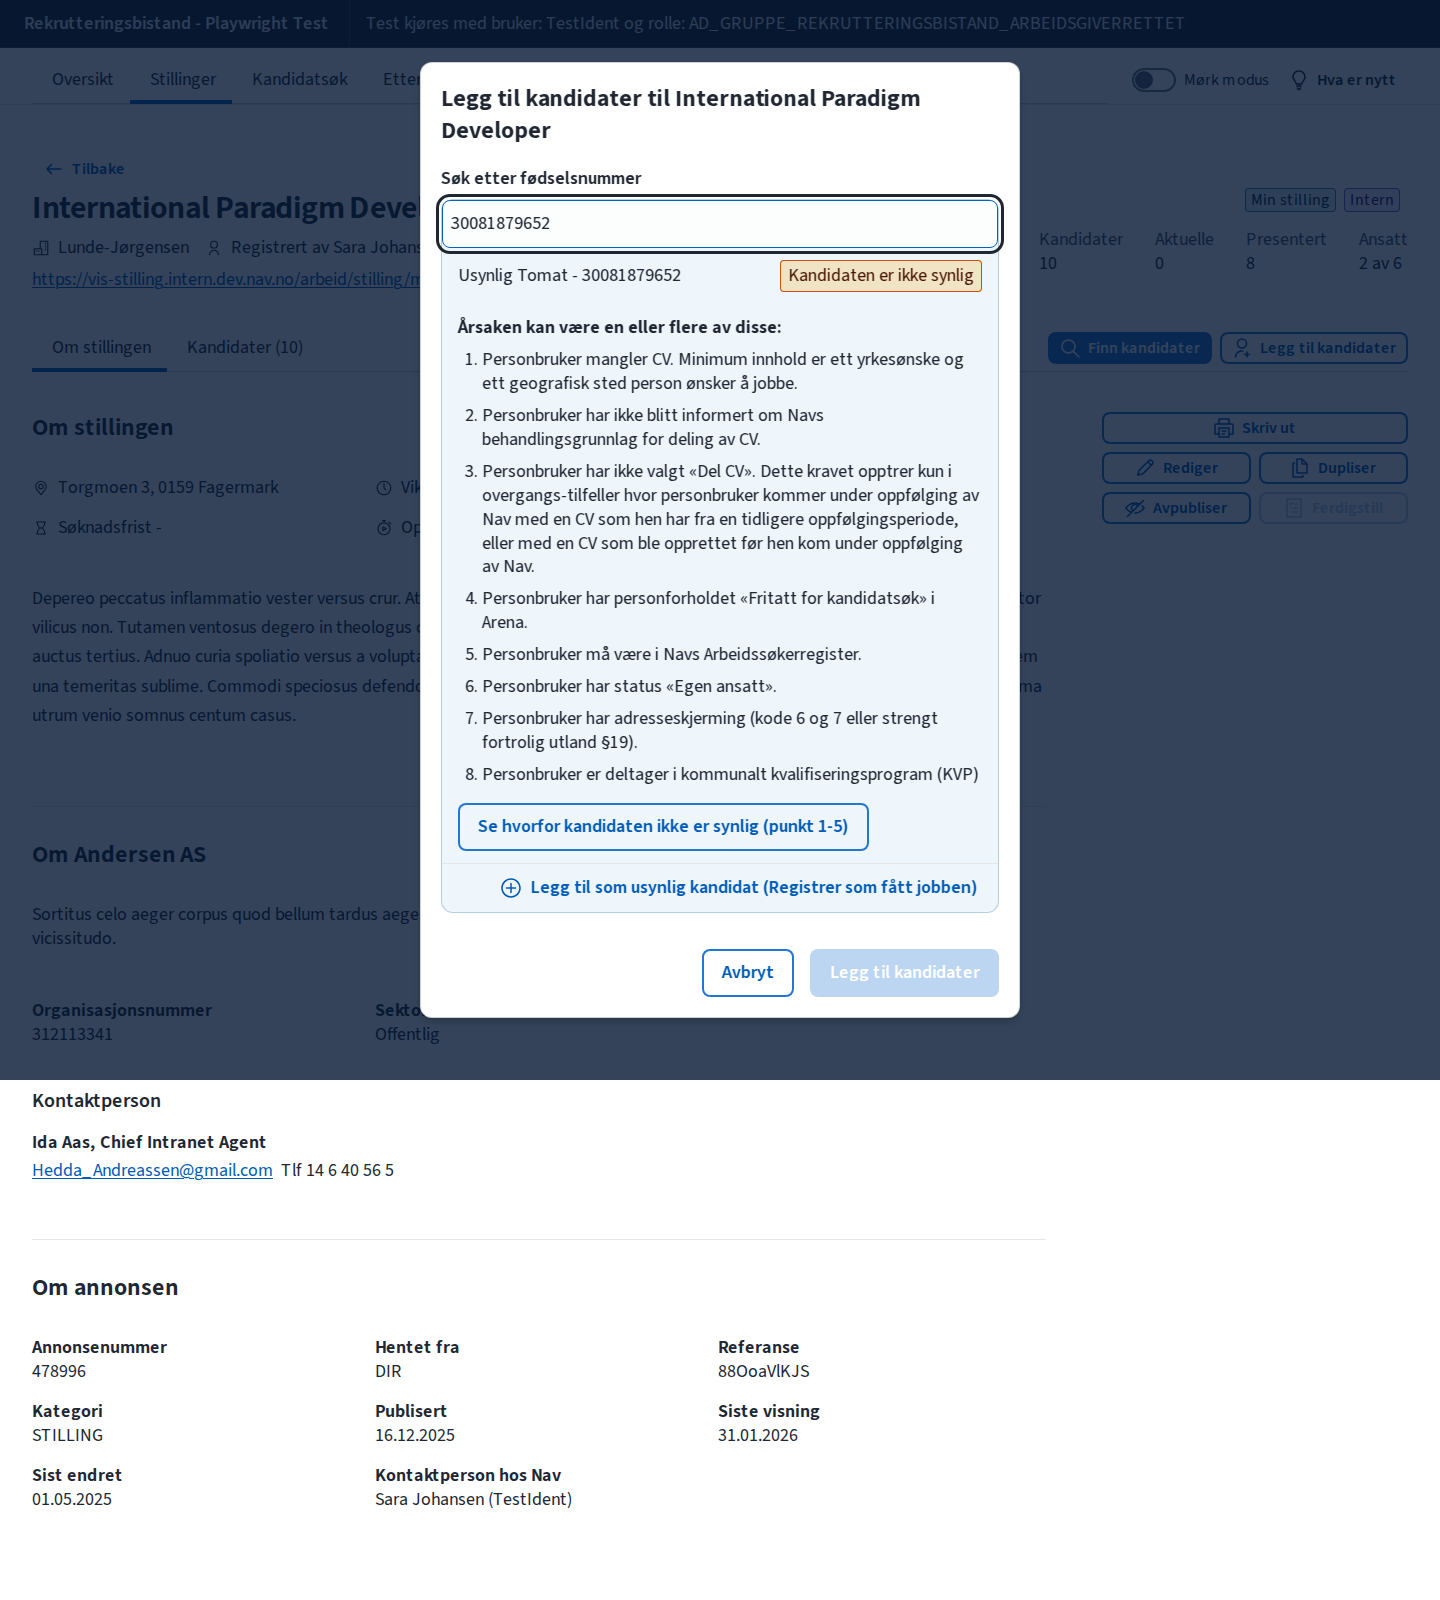 Rekrutteringsbistand - Playwright Test
Test kjøres med bruker: TestIdent og rolle: AD_GRUPPE_REKRUTTERINGSBISTAND_ARBEIDSGIVERRETTET
Oversikt
Stillinger
Kandidatsøk
Etter
Mørk modus
Hva er nytt
Tilbake
International Paradigm Devel
Min stilling
Intern
Lunde-Jørgensen
Registrert av Sara Johans
https://vis-stilling.intern.dev.nav.no/arbeid/stilling/
Kandidater
10
Aktuelle
0
Presentert
8
Ansatt
2 av 6
Om stillingen
Kandidater (10)
Finn kandidater
Legg til kandidater
Om stillingen
Torgmoen 3, 0159 Fagermark
Vik
Søknadsfrist -
Op
Skriv ut
Rediger
Dupliser
Avpubliser
Ferdigstill
Depereo peccatus inflammatio vester versus crur. At
tor
vilicus non. Tutamen ventosus degero in theologus
auctus tertius. Adnuo curia spoliatio versus a volupta
em
una temeritas sublime. Commodi speciosus defendo
ma
utrum venio somnus centum casus.
Om Andersen AS
Sortitus celo aeger corpus quod bellum tardus aege
vicissitudo.
Organisasjonsnummer
312113341
Sekto
Offentlig
Legg til kandidater til International Paradigm
Developer
Søk etter fødselsnummer
30081879652
Usynlig Tomat - 30081879652
Kandidaten er ikke synlig
Årsaken kan være en eller flere av disse:
1. Personbruker mangler CV. Minimum innhold er ett yrkesønske og
ett geografisk sted person ønsker å jobbe.
2. Personbruker har ikke blitt informert om Navs
behandlingsgrunnlag for deling av CV.
3. Personbruker har ikke valgt «Del CV». Dette kravet opptrer kun i
overgangs-tilfeller hvor personbruker kommer under oppfølging av
Nav med en CV som hen har fra en tidligere oppfølgingsperiode,
eller med en CV som ble opprettet før hen kom under oppfølging
av Nav.
4. Personbruker har personforholdet «Fritatt for kandidatsøk» i
Arena.
5. Personbruker må være i Navs Arbeidssøkerregister.
6. Personbruker har status «Egen ansatt».
7. Personbruker har adresseskjerming (kode 6 og 7 eller strengt
fortrolig utland §19).
8. Personbruker er deltager i kommunalt kvalifiseringsprogram (KVP)
Se hvorfor kandidaten ikke er synlig (punkt 1-5)
Legg til som usynlig kandidat (Registrer som fått jobben)
Avbryt
Legg til kandidater
Kontaktperson
Ida Aas, Chief Intranet Agent
Hedda_Andreassen@gmail.com Tlf 14 6 40 56 5
Om annonsen
Annonsenummer
478996
Hentet fra
DIR
Referanse
88OoaVlKJS
Kategori
STILLING
Publisert
16.12.2025
Siste visning
31.01.2026
Sist endret
01.05.2025
Kontaktperson hos Nav
Sara Johansen (TestIdent)